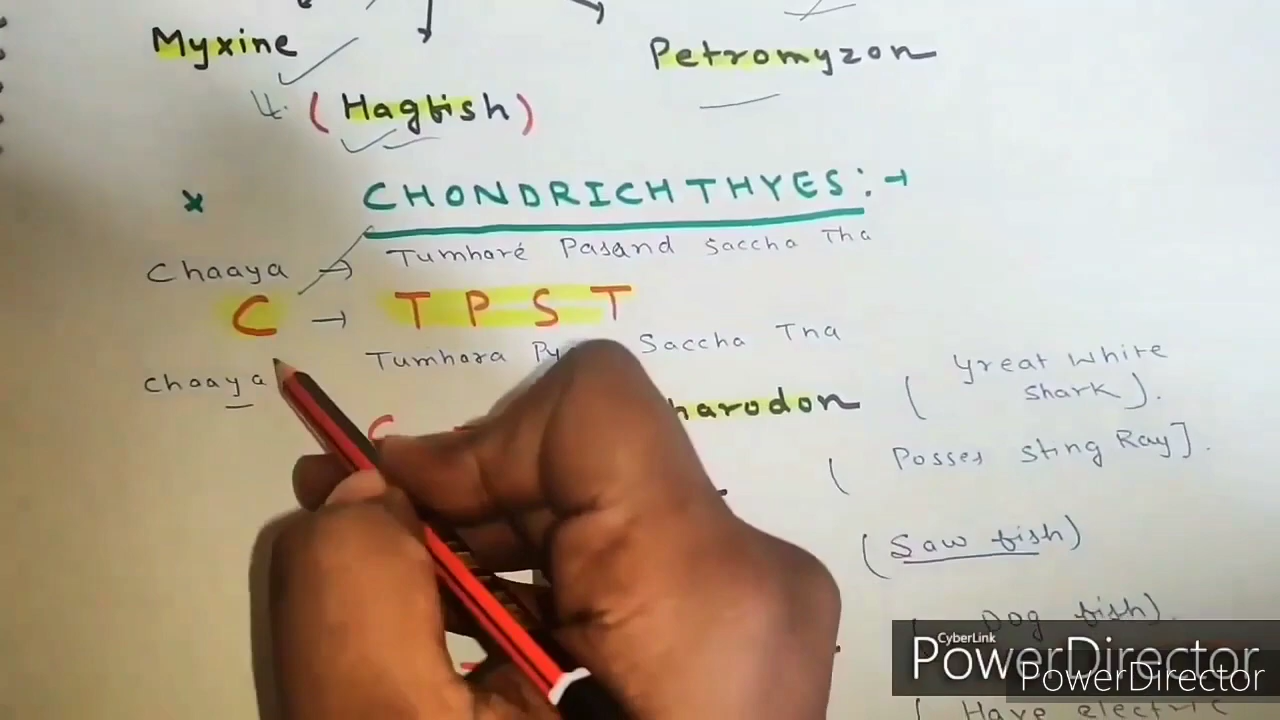 Myxine
Petromyzon
(Hagfish)
CHONDRICHTHYES:→
Chaaya → Tumharé Pasand Saccha Tha
C → T P S T
Chaaya Tumhara Saccha Tha
harodon (Great White Shark).
(Posses sting Ray].
(Saw fish)
Dog fish).
(Have electric
CyberLink
PowerDirector
PowerDirector